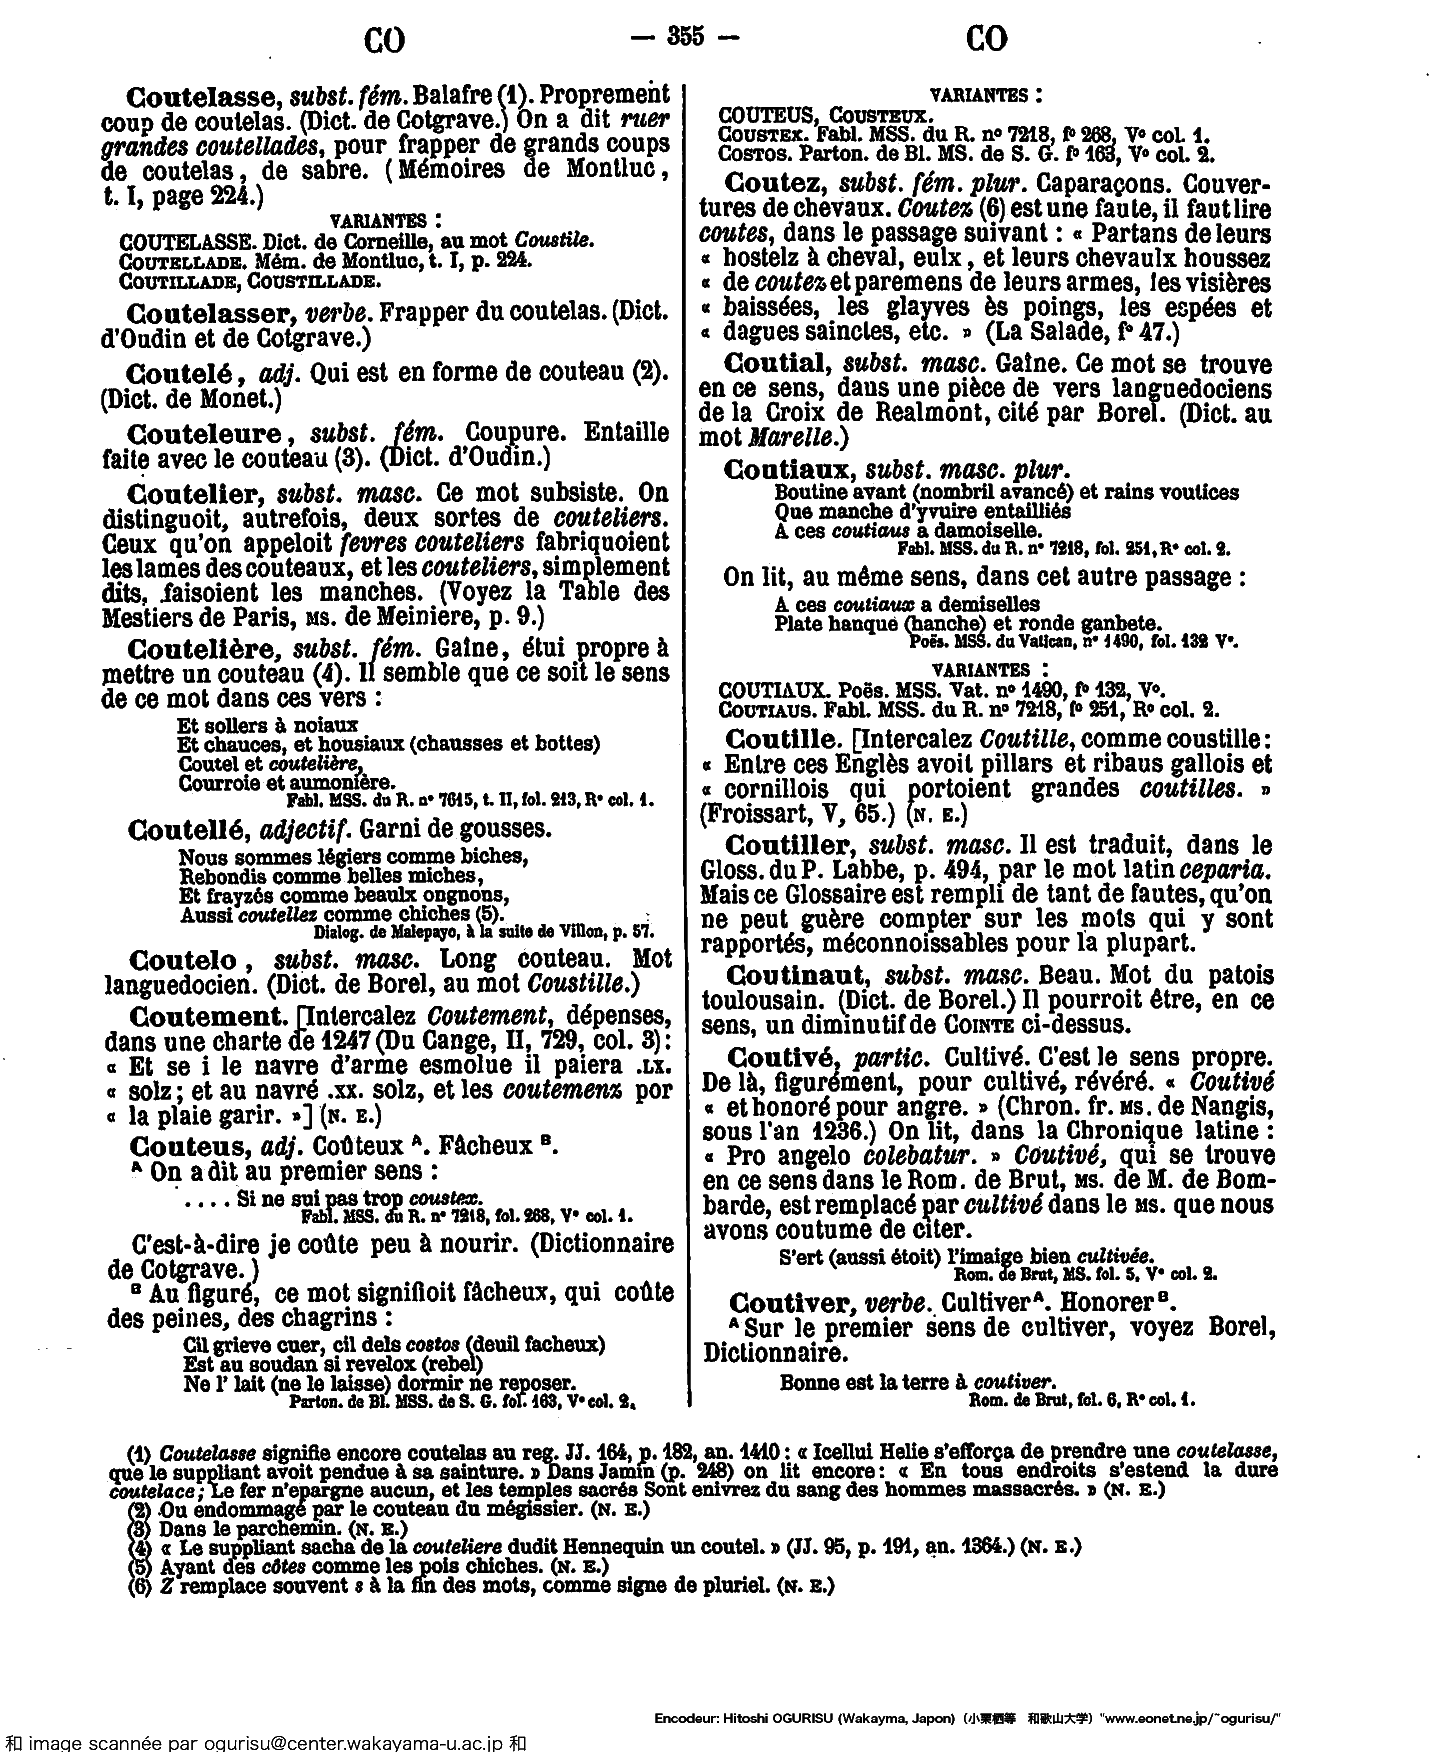 CO — 355 — CO
Coutelasse, subst. fém. Balafre (1). Proprement
coup de coutelas. (Dict. de Cotgrave.) On a dit ruer
grandes coutellades, pour frapper de grands coups
de coutelas, de sabre. (Mémoires de Montluc,
t. I, page 224.)
VARIANTES :
COUTELASSE. Dict. de Corneille, au mot Coustile.
COUTELLADE. Mém. de Montluc, t. I, p. 224.
COUTILLADE, COUSTILLADE.
Coutelasser, verbe. Frapper du coutelas. (Dict.
d'Oudin et de Cotgrave.)
Coutelé, adj. Qui est en forme de couteau (2).
(Dict. de Monet.)
Couteleure, subst. fém. Coupure. Entaille
faite avec le couteau (3). (Dict. d'Oudin.)
Coutelier, subst. masc. Ce mot subsiste. On
distinguoit, autrefois, deux sortes de couteliers.
Ceux qu'on appeloit fevres couteliers fabriquoient
les lames des couteaux, et les couteliers, simplement
dits, faisoient les manches. (Voyez la Table des
Mestiers de Paris, MS. de Meiniere, p. 9.)
Coutelière, subst. fém. Gaîne, étui propre à
mettre un couteau (4). Il semble que ce soit le sens
de ce mot dans ces vers :
Et sollers à noiaux
Et chauces, et housiaux (chausses et bottes)
Coutel et coutelière,
Courroie et aumonière.
Fabl. MSS. du R. nº 7615, t. II, fol. 213, Rº col. 1.
Coutellé, adjectif. Garni de gousses.
Nous sommes légiers comme biches,
Rebondis comme belles miches,
Et frayzés comme beaulx ongnons,
Aussi coutellez comme chiches (5).
Dialog. de Malepayo, à la suite de Villon, p. 57.
Coutelo, subst. masc. Long couteau. Mot
languedocien. (Dict. de Borel, au mot Coustille.)
Coutement. [Intercalez Coutement, dépenses,
dans une charte de 1247 (Du Cange, II, 729, col. 3):
« Et se i le navre d'arme esmolue il paiera .LX.
« solz; et au navré .XX. solz, et les coutemenz por
« la plaie garir. »] (N. E.)
Couteus, adj. Coûteux A. Fâcheux B.
A On a dit au premier sens :
.... Si ne sui pas trop coustex.
Fabl. MSS. du R. nº 7218, fol. 268, Vº col. 1.
C'est-à-dire je coûte peu à nourir. (Dictionnaire
de Cotgrave.)
B Au figuré, ce mot signifioit fâcheux, qui coûte
des peines, des chagrins :
Cil grieve cuer, cil dels costos (deuil facheux)
Est au soudan si revelox (rebel)
Ne l' lait (ne le laisse) dormir ne reposer.
Parton. de Bl. MSS. de S. G. fol. 163, Vº col. 2.
VARIANTES :
COUTEUS, COUSTEUX.
COUSTEX. Fabl. MSS. du R. nº 7218, fº 268, Vº col. 1.
COSTOS. Parton. de Bl. MS. de S. G. fº 163, Vº col. 2.
Coutez, subst. fém. plur. Caparaçons. Couver-
tures de chevaux. Coutez (6) est une faute, il faut lire
coutes, dans le passage suivant : « Partans de leurs
« hostelz à cheval, eulx, et leurs chevaulx houssez
« de coutez et paremens de leurs armes, les visières
« baissées, les glayves ès poings, les espées et
« dagues sainctes, etc. » (La Salade, fº 47.)
Coutial, subst. masc. Gaîne. Ce mot se trouve
en ce sens, dans une pièce de vers languedociens
de la Croix de Realmont, cité par Borel. (Dict. au
mot Marelle.)
Coutiaux, subst. masc. plur.
Boutine avant (nombril avancé) et rains voutices
Que manche d'yvuire entailliés
A ces coutiaus a damoiselle.
Fabl. MSS. du R. nº 7218, fol. 251, Rº col. 2.
On lit, au même sens, dans cet autre passage :
A ces coutiaux a demiselles
Plate hanque (hanche) et ronde ganbete.
Poës. MSS. du Vatican, nº 1490, fol. 132 Vº.
VARIANTES :
COUTIAUX. Poës. MSS. Vat. nº 1490, fº 132, Vº.
COUTIAUS. Fabl. MSS. du R. nº 7218, fº 251, Rº col. 2.
Coutille. [Intercalez Coutille, comme coustille:
« Entre ces Englès avoit pillars et ribaus gallois et
« cornillois qui portoient grandes coutilles. »
(Froissart, V, 65.) (N. E.)
Coutiller, subst. masc. Il est traduit, dans le
Gloss. du P. Labbe, p. 494, par le mot latin ceparia.
Mais ce Glossaire est rempli de tant de fautes, qu'on
ne peut guère compter sur les mots qui y sont
rapportés, méconnoissables pour la plupart.
Coutinaut, subst. masc. Beau. Mot du patois
toulousain. (Dict. de Borel.) Il pourroit être, en ce
sens, un diminutif de COINTE ci-dessus.
Coutivé, partic. Cultivé. C'est le sens propre.
De là, figurément, pour cultivé, révéré. « Coutivé
« et honoré pour angre. » (Chron. fr. MS. de Nangis,
sous l'an 1236.) On lit, dans la Chronique latine :
« Pro angelo colebatur. » Coutivé, qui se trouve
en ce sens dans le Rom. de Brut, MS. de M. de Bom-
barde, est remplacé par cultivé dans le MS. que nous
avons coutume de citer.
S'ert (aussi étoit) l'imaige bien cultivée.
Rom. de Brut, MS. fol. 5, Vº col. 2.
Coutiver, verbe. Cultiver A. Honorer B.
A Sur le premier sens de cultiver, voyez Borel,
Dictionnaire.
Bonne est la terre à coutiver.
Rom. de Brut, fol. 6, Rº col. 1.
(1) Coutelasse signifie encore coutelas au reg. JJ. 164, p. 182, an. 1410 : « Icellui Helie s'efforça de prendre une coutelasse,
que le suppliant avoit pendue à sa sainture. » Dans Jamin (p. 248) on lit encore : « En tous endroits s'estend la dure
coutelace; Le fer n'epargne aucun, et les temples sacrés Sont enivrez du sang des hommes massacrés. » (N. E.)
(2) Ou endommagé par le couteau du mégissier. (N. E.)
(3) Dans le parchemin. (N. E.)
(4) « Le suppliant sacha de la couteliere dudit Hennequin un coutel. » (JJ. 95, p. 191, an. 1364.) (N. E.)
(5) Ayant des côtes comme les pois chiches. (N. E.)
(6) Z remplace souvent s à la fin des mots, comme signe de pluriel. (N. E.)
Encodeur: Hitoshi OGURISU (Wakayma, Japon) (小栗栖等 和歌山大学) "www.eonet.ne.jp/~ogurisu/"
和 image scannée par ogurisu@center.wakayama-u.ac.jp 和